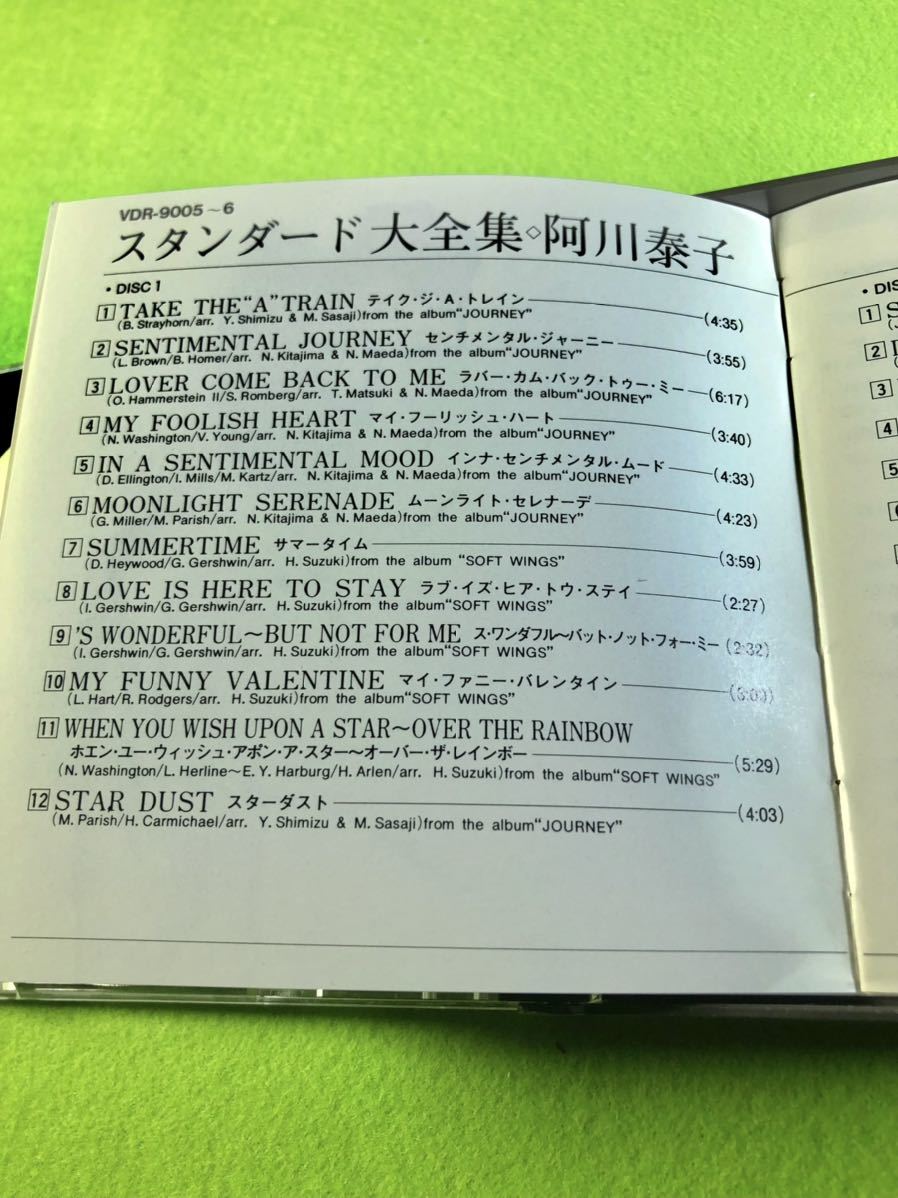 VDR-9005～6
スタンダード大全集◇阿川泰子
・DISC 1
1 TAKE THE “A” TRAIN テイク・ジ・A・トレイン (4:35)
(B. Strayhorn/arr. Y. Shimizu & M. Sasaji)from the album“JOURNEY”
2 SENTIMENTAL JOURNEY センチメンタル・ジャーニー (3:55)
(L. Brown/B. Homer/arr. N. Kitajima & N. Maeda)from the album“JOURNEY”
3 LOVER COME BACK TO ME ラバー・カム・バック・トゥー・ミー (6:17)
(O. Hammerstein II/S. Romberg/arr. T. Matsuki & N. Maeda)from the album“JOURNEY”
4 MY FOOLISH HEART マイ・フーリッシュ・ハート (3:40)
(N. Washington/V. Young/arr. N. Kitajima & N. Maeda)from the album“JOURNEY”
5 IN A SENTIMENTAL MOOD インナ・センチメンタル・ムード (4:33)
(D. Ellington/I. Mills/M. Kartz/arr. N. Kitajima & N. Maeda)from the album“JOURNEY”
6 MOONLIGHT SERENADE ムーンライト・セレナーデ (4:23)
(G. Miller/M. Parish/arr. N. Kitajima & N. Maeda)from the album“JOURNEY”
7 SUMMERTIME サマータイム (3:59)
(D. Heywood/G. Gershwin/arr. H. Suzuki)from the album “SOFT WINGS”
8 LOVE IS HERE TO STAY ラブ・イズ・ヒア・トウ・ステイ (2:27)
(I. Gershwin/G. Gershwin/arr. H. Suzuki)from the album“SOFT WINGS”
9 ’S WONDERFUL～BUT NOT FOR ME ス・ワンダフル～バット・ノット・フォー・ミー (2:32)
(I. Gershwin/G. Gershwin/arr. H. Suzuki)from the album “SOFT WINGS”
10 MY FUNNY VALENTINE マイ・ファニー・バレンタイン
(L. Hart/R. Rodgers/arr. H. Suzuki)from the album“SOFT WINGS”
11 WHEN YOU WISH UPON A STAR～OVER THE RAINBOW
ホエン・ユー・ウィッシュ・アポン・ア・スター～オーバー・ザ・レインボー (5:29)
(N. Washington/L. Herline～E. Y. Harburg/H. Arlen/arr. H. Suzuki)from the album“SOFT WINGS”
12 STAR DUST スターダスト (4:03)
(M. Parish/H. Carmichael/arr. Y. Shimizu & M. Sasaji)from the album“JOURNEY”
・DIS
1 S
2
3
4
5